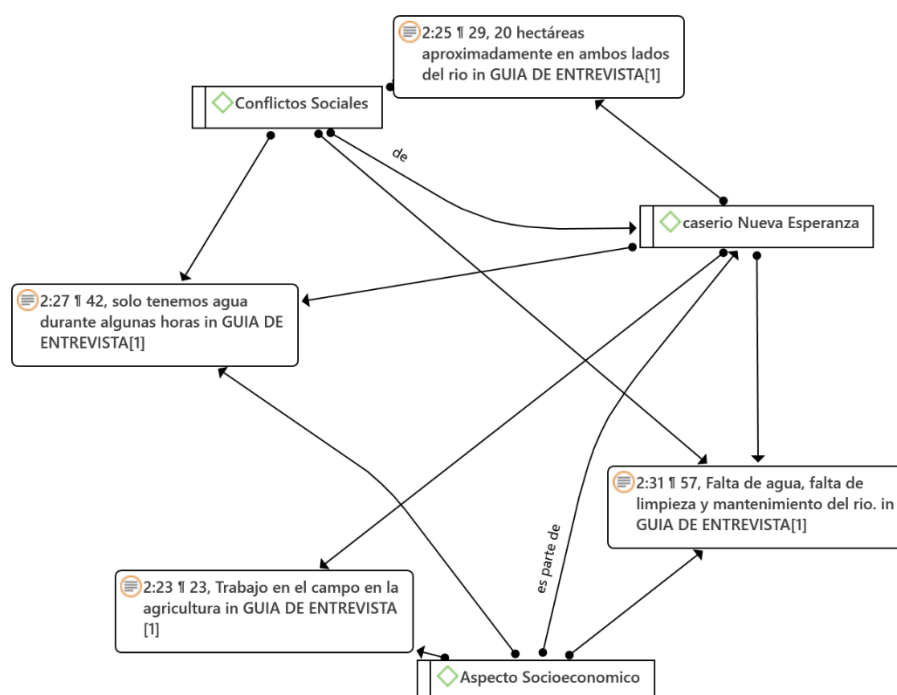 2:25 ¶ 29, 20 hectáreas
aproximadamente en ambos lados
del rio in GUIA DE ENTREVISTA[1]
Conflictos Sociales
de
caserio Nueva Esperanza
2:27 ¶ 42, solo tenemos agua
durante algunas horas in GUIA DE
ENTREVISTA[1]
2:31 ¶ 57, Falta de agua, falta de
limpieza y mantenimiento del rio. in
GUIA DE ENTREVISTA[1]
es parte de
2:23 ¶ 23, Trabajo en el campo en la
agricultura in GUIA DE ENTREVISTA
[1]
Aspecto Socioeconomico